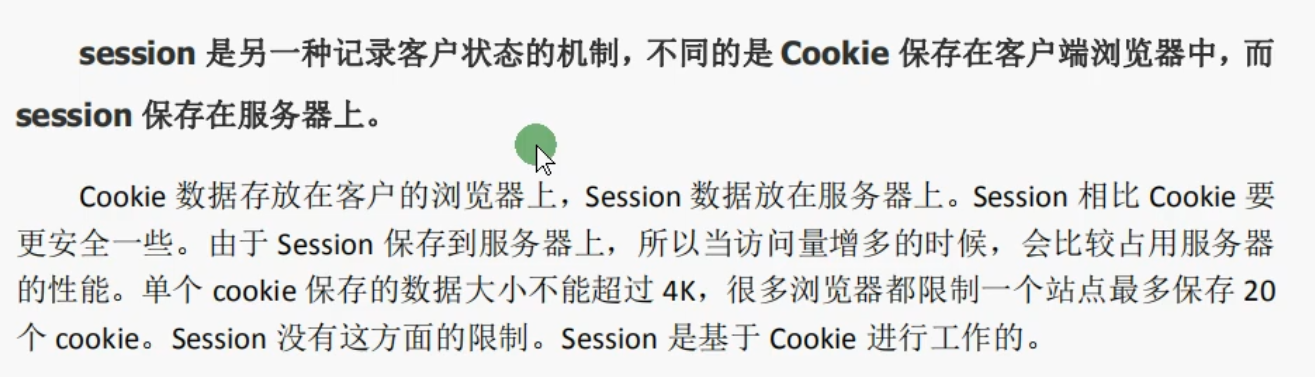 session 是另一种记录客户状态的机制，不同的是 Cookie 保存在客户端浏览器中，而
session 保存在服务器上。
Cookie 数据存放在客户的浏览器上，Session 数据放在服务器上。Session 相比 Cookie 要
更安全一些。由于 Session 保存到服务器上，所以当访问量增多的时候，会比较占用服务器
的性能。单个 cookie 保存的数据大小不能超过 4K，很多浏览器都限制一个站点最多保存 20
个 cookie。Session 没有这方面的限制。Session 是基于 Cookie 进行工作的。